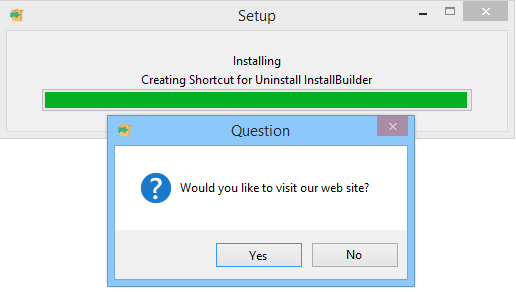 Setup
Installing
Creating Shortcut for Uninstall InstallBuilder
Question
Would you like to visit our web site?
Yes
No